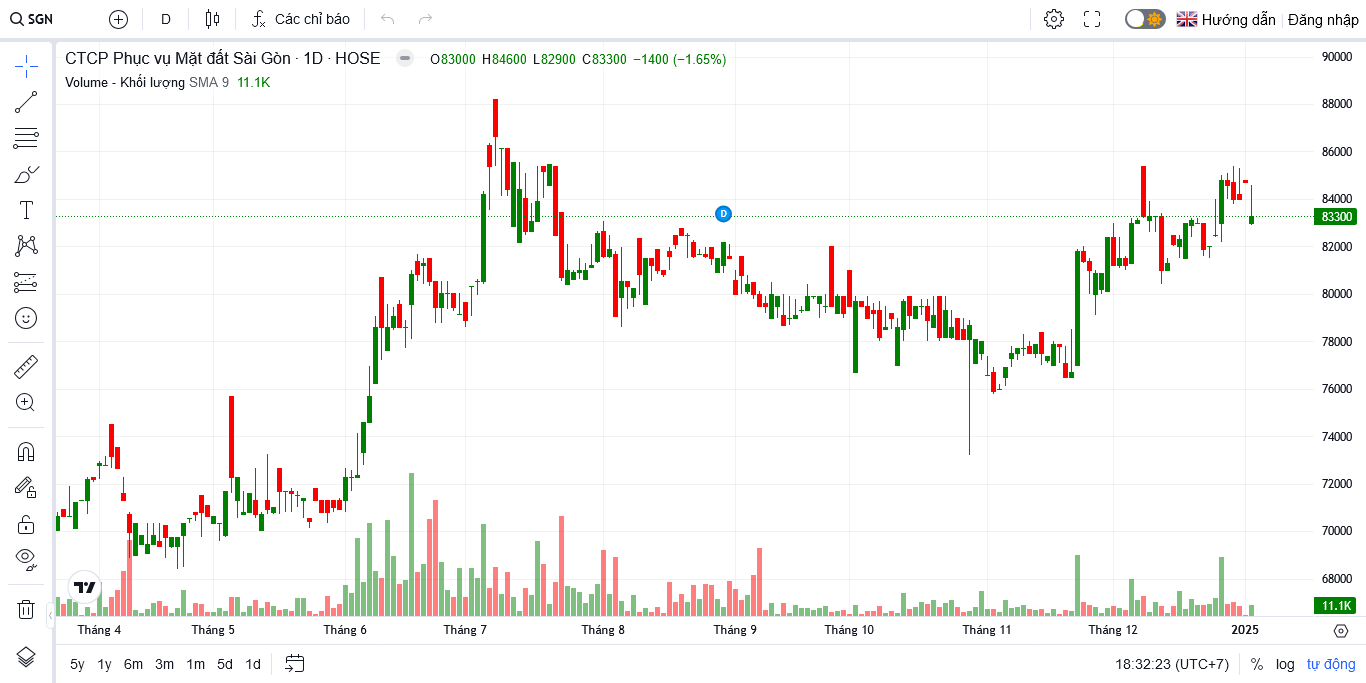 SGN D Các chỉ báo Hướng dẫn Đăng nhập
CTCP Phục vụ Mặt đất Sài Gòn · 1D · HOSE O83000 H84600 L82900 C83300 −1400 (−1.65%)
Volume - Khối lượng SMA 9 11.1K
90000
88000
86000
84000
D
83300
82000
80000
78000
76000
74000
72000
70000
68000
11.1K
Tháng 4 Tháng 5 Tháng 6 Tháng 7 Tháng 8 Tháng 9 Tháng 10 Tháng 11 Tháng 12 2025
5y 1y 6m 3m 1m 5d 1d 18:32:23 (UTC+7) % log tự động